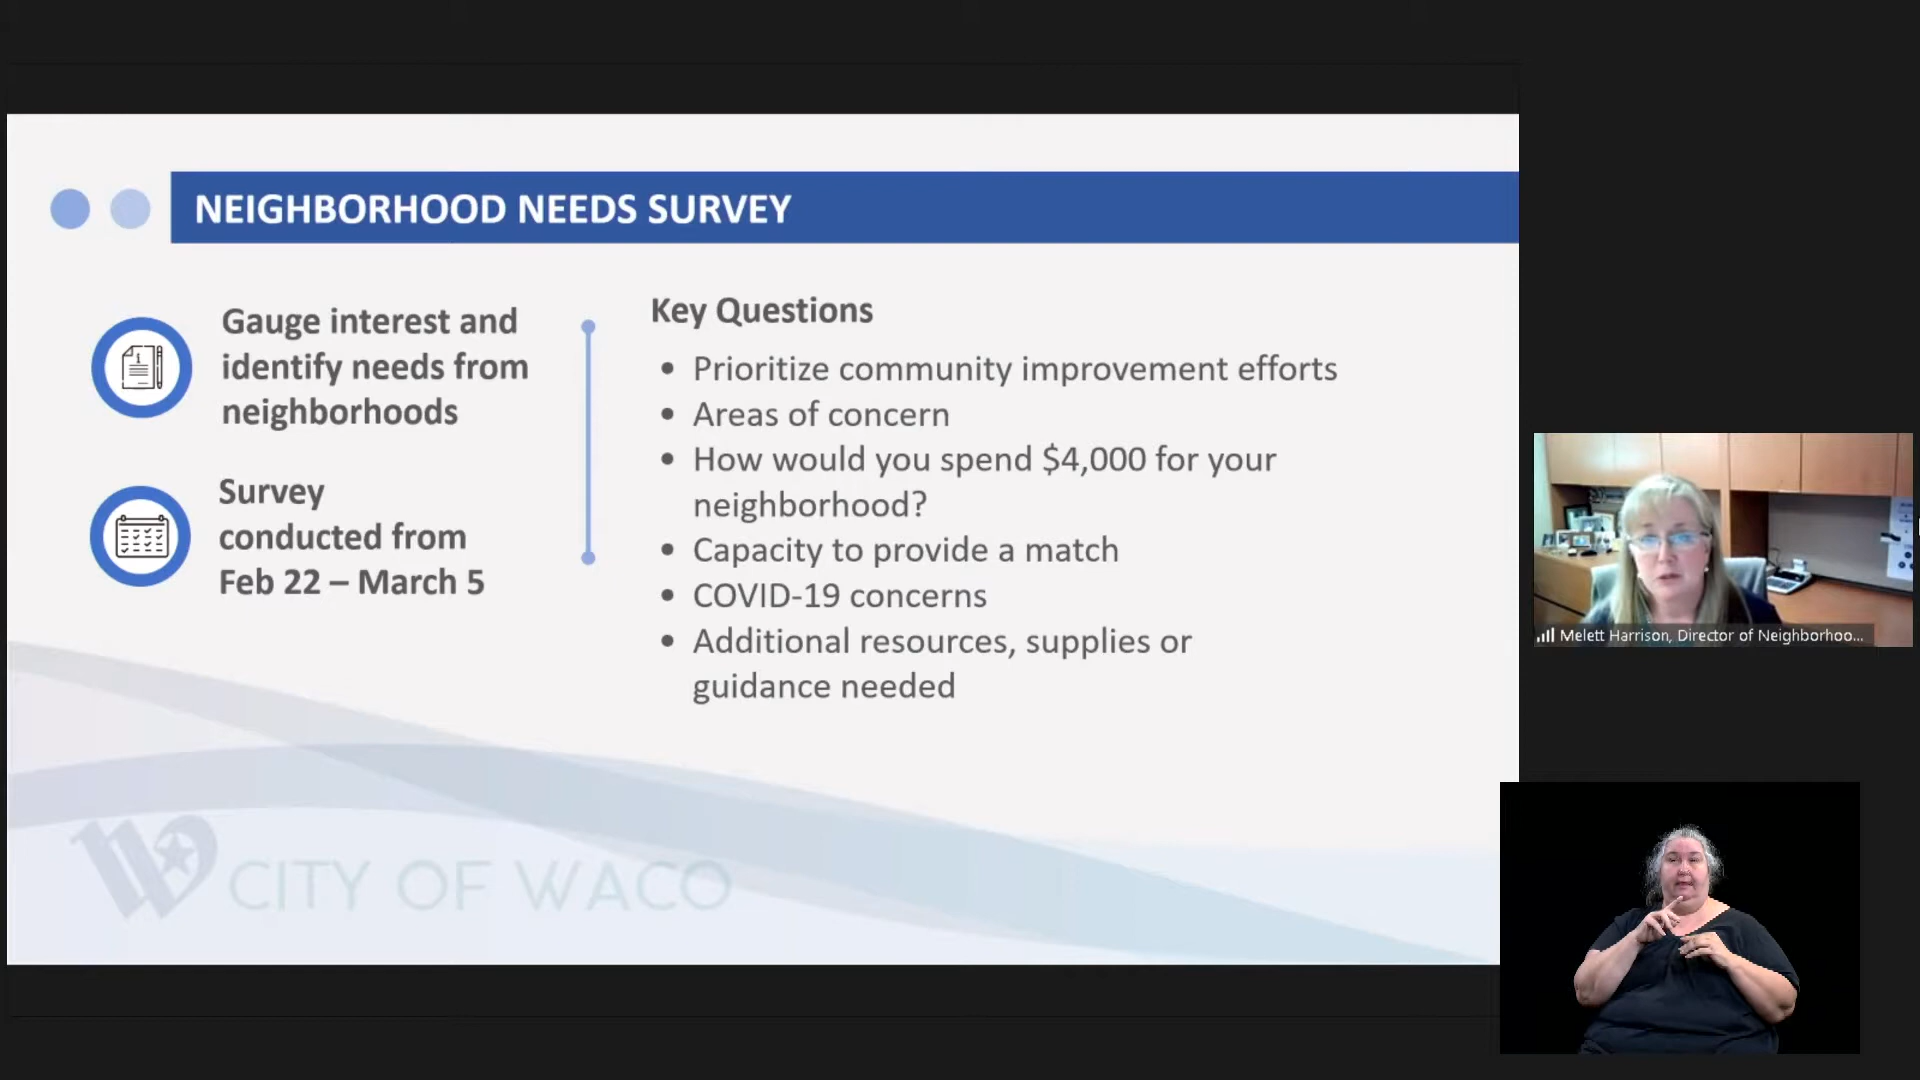 NEIGHBORHOOD NEEDS SURVEY
Gauge interest and
identify needs from
neighborhoods
Survey
conducted from
Feb 22 – March 5
Key Questions
• Prioritize community improvement efforts
• Areas of concern
• How would you spend $4,000 for your
neighborhood?
• Capacity to provide a match
• COVID-19 concerns
• Additional resources, supplies or
guidance needed
CITY OF WACO
Melett Harrison, Director of Neighborhoo...